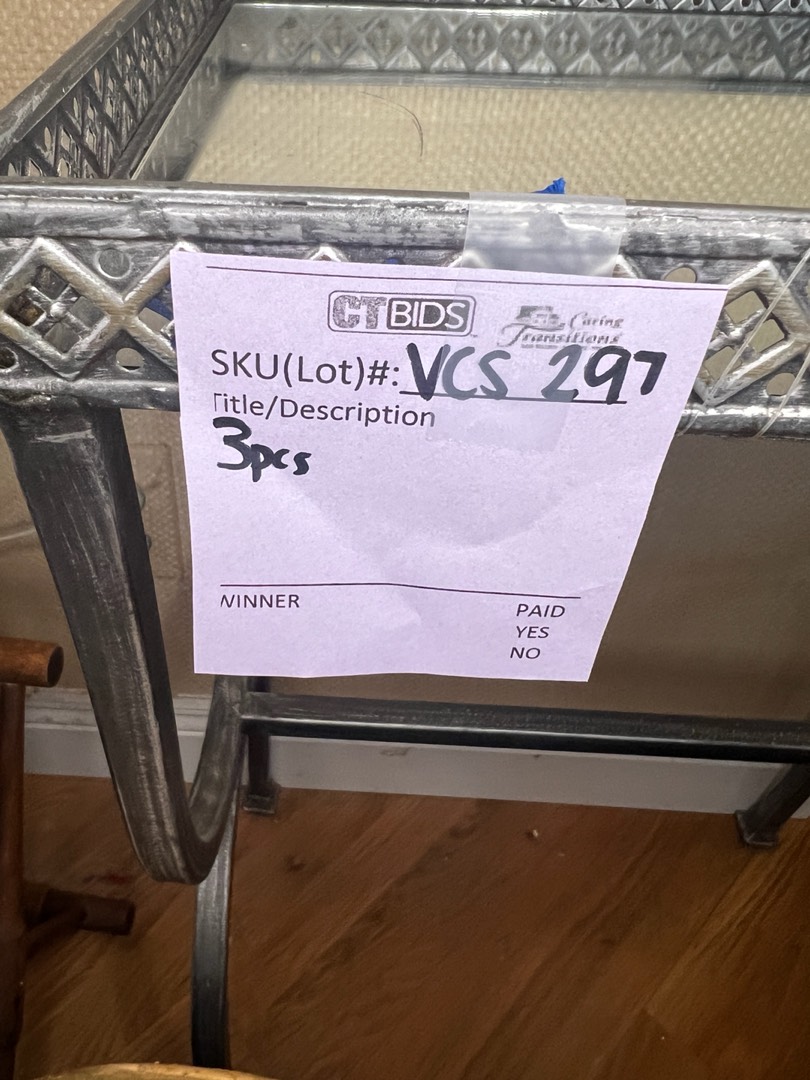 CTBIDS Caring Transitions
SKU(Lot)#: VCS 297
Title/Description
3pcs
WINNER PAID
YES
NO